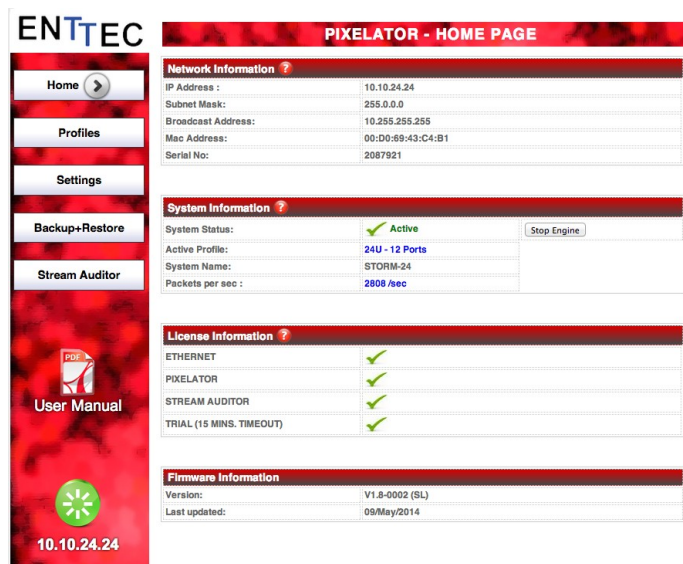 ENTTEC
PIXELATOR - HOME PAGE
Home
Profiles
Settings
Backup+Restore
Stream Auditor
PDF
User Manual
10.10.24.24
Network Information ?
IP Address : 10.10.24.24
Subnet Mask: 255.0.0.0
Broadcast Address: 10.255.255.255
Mac Address: 00:D0:69:43:C4:B1
Serial No: 2087921
System Information ?
System Status: Active Stop Engine
Active Profile: 24U - 12 Ports
System Name: STORM-24
Packets per sec : 2808 /sec
License Information ?
ETHERNET
PIXELATOR
STREAM AUDITOR
TRIAL (15 MINS. TIMEOUT)
Firmware Information
Version: V1.8-0002 (SL)
Last updated: 09/May/2014